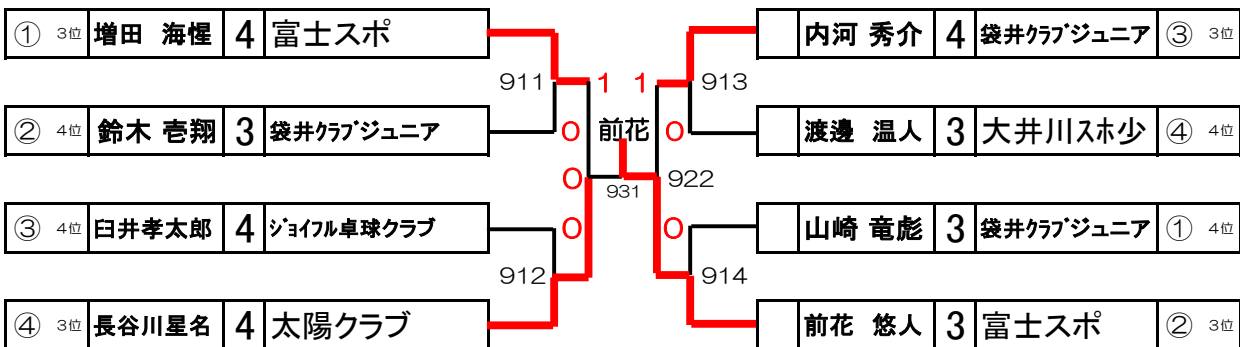 ① 3位 増田 海惺 4 富士スポ
内河 秀介 4 袋井ｸﾗﾌﾞジュニア ③ 3位
911 1 1 913
② 4位 鈴木 壱翔 3 袋井ｸﾗﾌﾞジュニア
0 前花 0
渡邊 温人 3 大井川ｽﾎ少 ④ 4位
0 931 922
③ 4位 臼井孝太郎 4 ｼﾞｮｲﾌﾙ卓球クラブ
0 0
山崎 竜彪 3 袋井ｸﾗﾌﾞジュニア ① 4位
912 914
④ 3位 長谷川星名 4 太陽クラブ
前花 悠人 3 富士スポ ② 3位